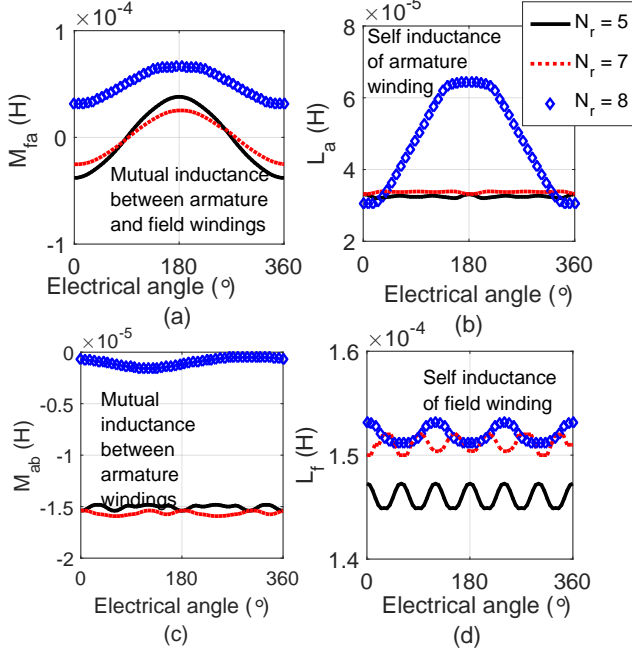 ×10⁻⁴
1
0
-1
M_fa (H)
Mutual inductance
between armature
and field windings
0 180 360
Electrical angle (°)
(a)
×10⁻⁵
8
6
4
2
L_a (H)
Self inductance
of armature
winding
N_r = 5
N_r = 7
N_r = 8
0 180 360
Electrical angle (°)
(b)
×10⁻⁵
0
-0.5
-1
-1.5
-2
M_ab (H)
Mutual
inductance
between
armature
windings
0 180 360
Electrical angle (°)
(c)
×10⁻⁴
1.6
1.5
1.4
L_f (H)
Self inductance
of field winding
0 180 360
Electrical angle (°)
(d)